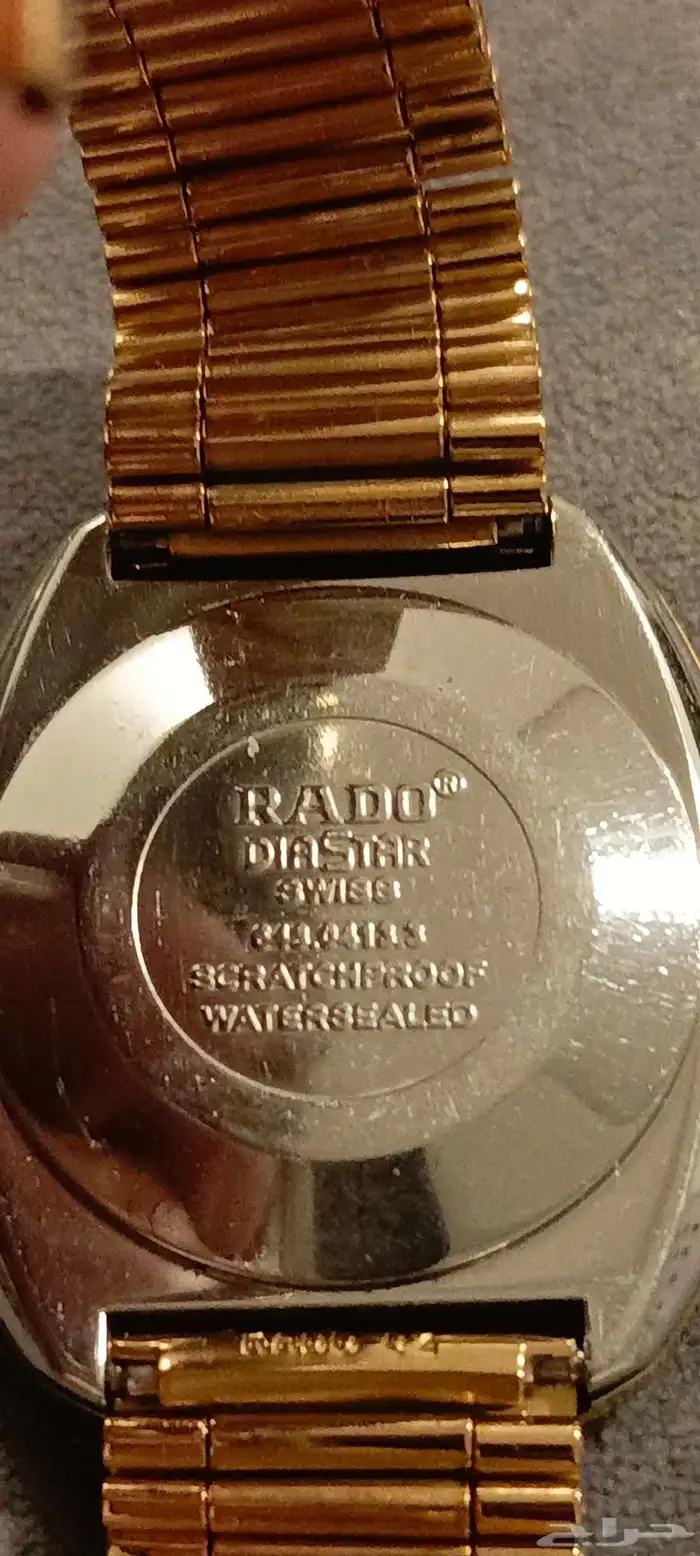 RADO®
DIASTAR
SWISS
SCRATCHPROOF
WATERSEALED
حراج